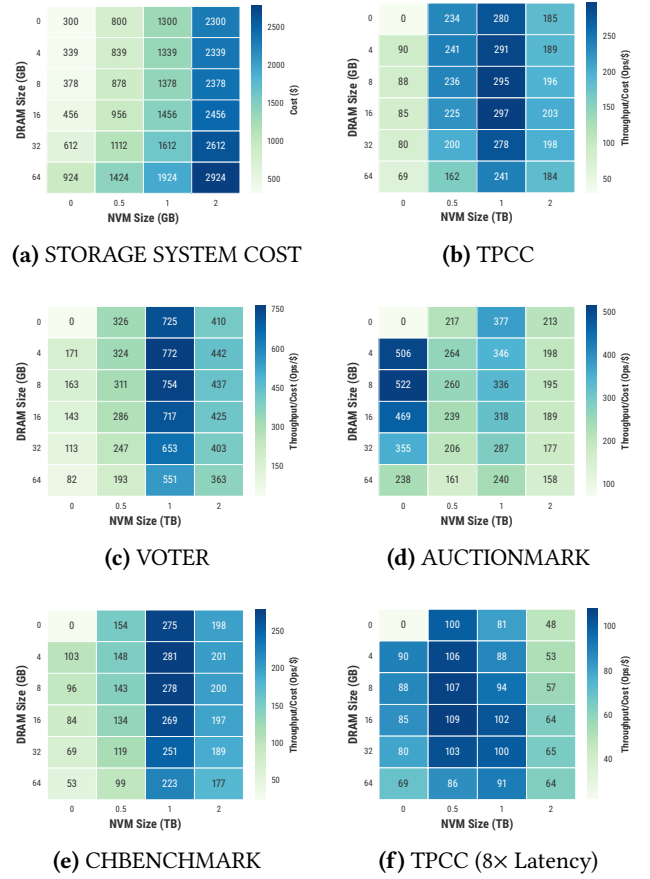 DRAM Size (GB)
0 300 800 1300 2300
4 339 839 1339 2339
8 378 878 1378 2378
16 456 956 1456 2456
32 612 1112 1612 2612
64 924 1424 1924 2924
0 0.5 1 2
NVM Size (GB)
2500
2000
1500
1000
500
Cost ($)
(a) STORAGE SYSTEM COST
DRAM Size (GB)
0 0 234 280 185
4 90 241 291 189
8 88 236 295 196
16 85 225 297 203
32 80 200 278 198
64 69 162 241 184
0 0.5 1 2
NVM Size (TB)
250
200
150
100
50
Throughput/Cost (Ops/$)
(b) TPCC
DRAM Size (GB)
0 0 326 725 410
4 171 324 772 442
8 163 311 754 437
16 143 286 717 425
32 113 247 653 403
64 82 193 551 363
0 0.5 1 2
NVM Size (TB)
750
600
450
300
150
Throughput/Cost (Ops/$)
(c) VOTER
DRAM Size (GB)
0 0 217 377 213
4 506 264 346 198
8 522 260 336 195
16 469 239 318 189
32 355 206 287 177
64 238 161 240 158
0 0.5 1 2
NVM Size (TB)
500
400
300
200
100
Throughput/Cost (Ops/$)
(d) AUCTIONMARK
DRAM Size (GB)
0 0 154 275 198
4 103 148 281 201
8 96 143 278 200
16 84 134 269 197
32 69 119 251 189
64 53 99 223 177
0 0.5 1 2
NVM Size (TB)
250
200
150
100
50
Throughput/Cost (Ops/$)
(e) CHBENCHMARK
DRAM Size (GB)
0 0 100 81 48
4 90 106 88 53
8 88 107 94 57
16 85 109 102 64
32 80 103 100 65
64 69 86 91 64
0 0.5 1 2
NVM Size (TB)
100
80
60
40
Throughput/Cost (Ops/$)
(f) TPCC (8× Latency)